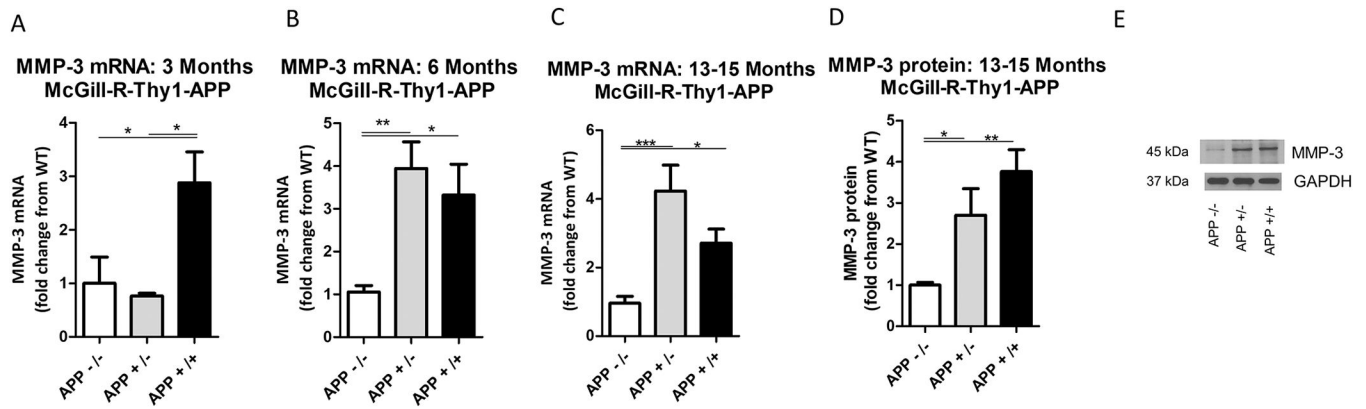 A
MMP-3 mRNA: 3 Months
McGill-R-Thy1-APP
MMP-3 mRNA
(fold change from WT)
4
3
2
1
0
*
*
APP -/-
APP +/-
APP +/+
B
MMP-3 mRNA: 6 Months
McGill-R-Thy1-APP
MMP-3 mRNA
(fold change from WT)
5
4
3
2
1
0
**
*
APP -/-
APP +/-
APP +/+
C
MMP-3 mRNA: 13-15 Months
McGill-R-Thy1-APP
MMP-3 mRNA
(fold change from WT)
6
4
2
0
***
*
APP -/-
APP +/-
APP +/+
D
MMP-3 protein: 13-15 Months
McGill-R-Thy1-APP
MMP-3 protein
(fold change from WT)
5
4
3
2
1
0
*
**
APP -/-
APP +/-
APP +/+
E
45 kDa
MMP-3
37 kDa
GAPDH
APP -/-
APP +/-
APP +/+